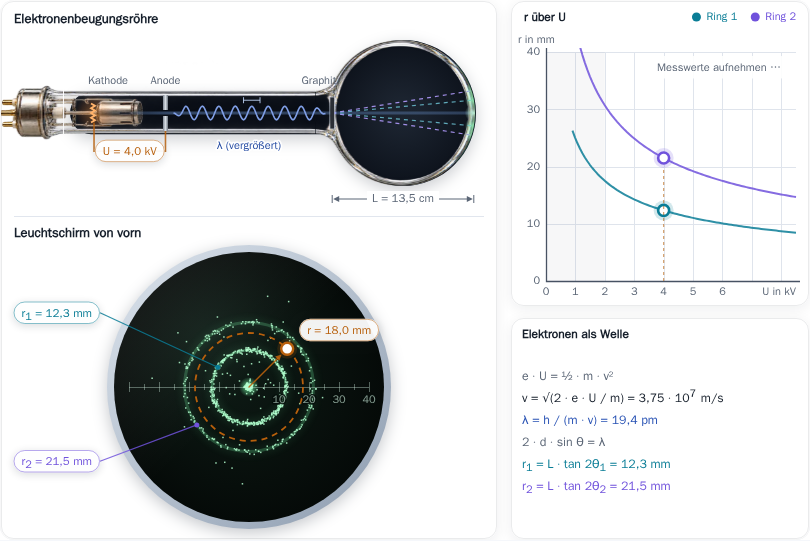 Elektronenbeugungsröhre
Kathode
Anode
Graphit
U = 4,0 kV
λ (vergrößert)
L = 13,5 cm
Leuchtschirm von vorn
r₁ = 12,3 mm
r = 18,0 mm
10 20 30 40
r₂ = 21,5 mm
r über U
Ring 1
Ring 2
r in mm
Messwerte aufnehmen ···
40
30
20
10
0
0 1 2 3 4 5 6 U in kV
Elektronen als Welle
e · U = ½ · m · v²
v = √(2 · e · U / m) = 3,75 · 10⁷ m/s
λ = h / (m · v) = 19,4 pm
2 · d · sin θ = λ
r₁ = L · tan 2θ₁ = 12,3 mm
r₂ = L · tan 2θ₂ = 21,5 mm